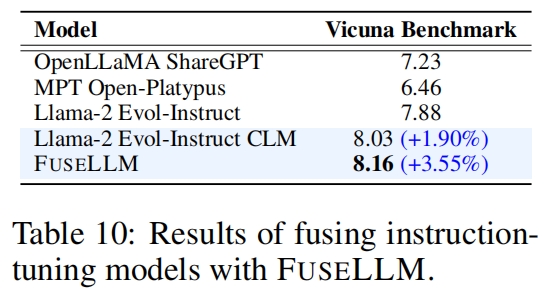 Model Vicuna Benchmark
OpenLLaMA ShareGPT 7.23
MPT Open-Platypus 6.46
Llama-2 Evol-Instruct 7.88
Llama-2 Evol-Instruct CLM 8.03 (+1.90%)
FUSELLM 8.16 (+3.55%)
Table 10: Results of fusing instruction-
tuning models with FUSELLM.